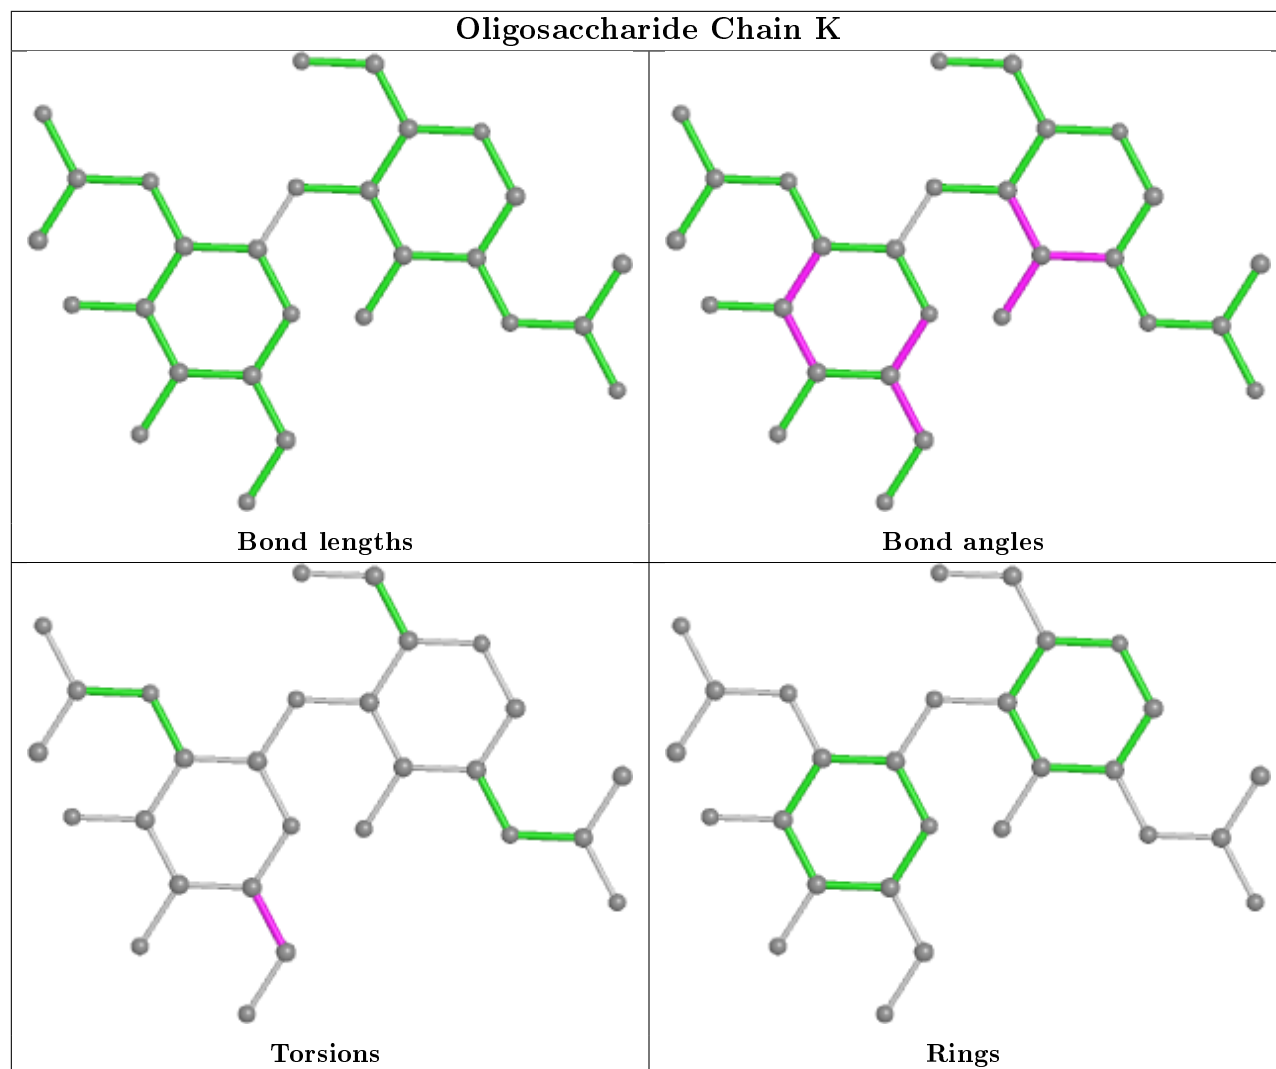 Oligosaccharide Chain K
Bond lengths
Bond angles
Torsions
Rings